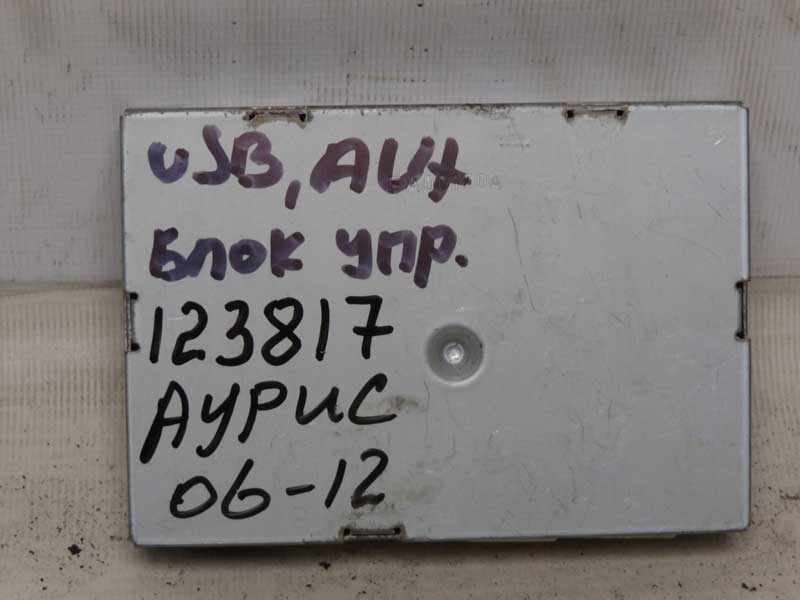 USB, AUX
Блок упр.
123817
АУРИС
06-12